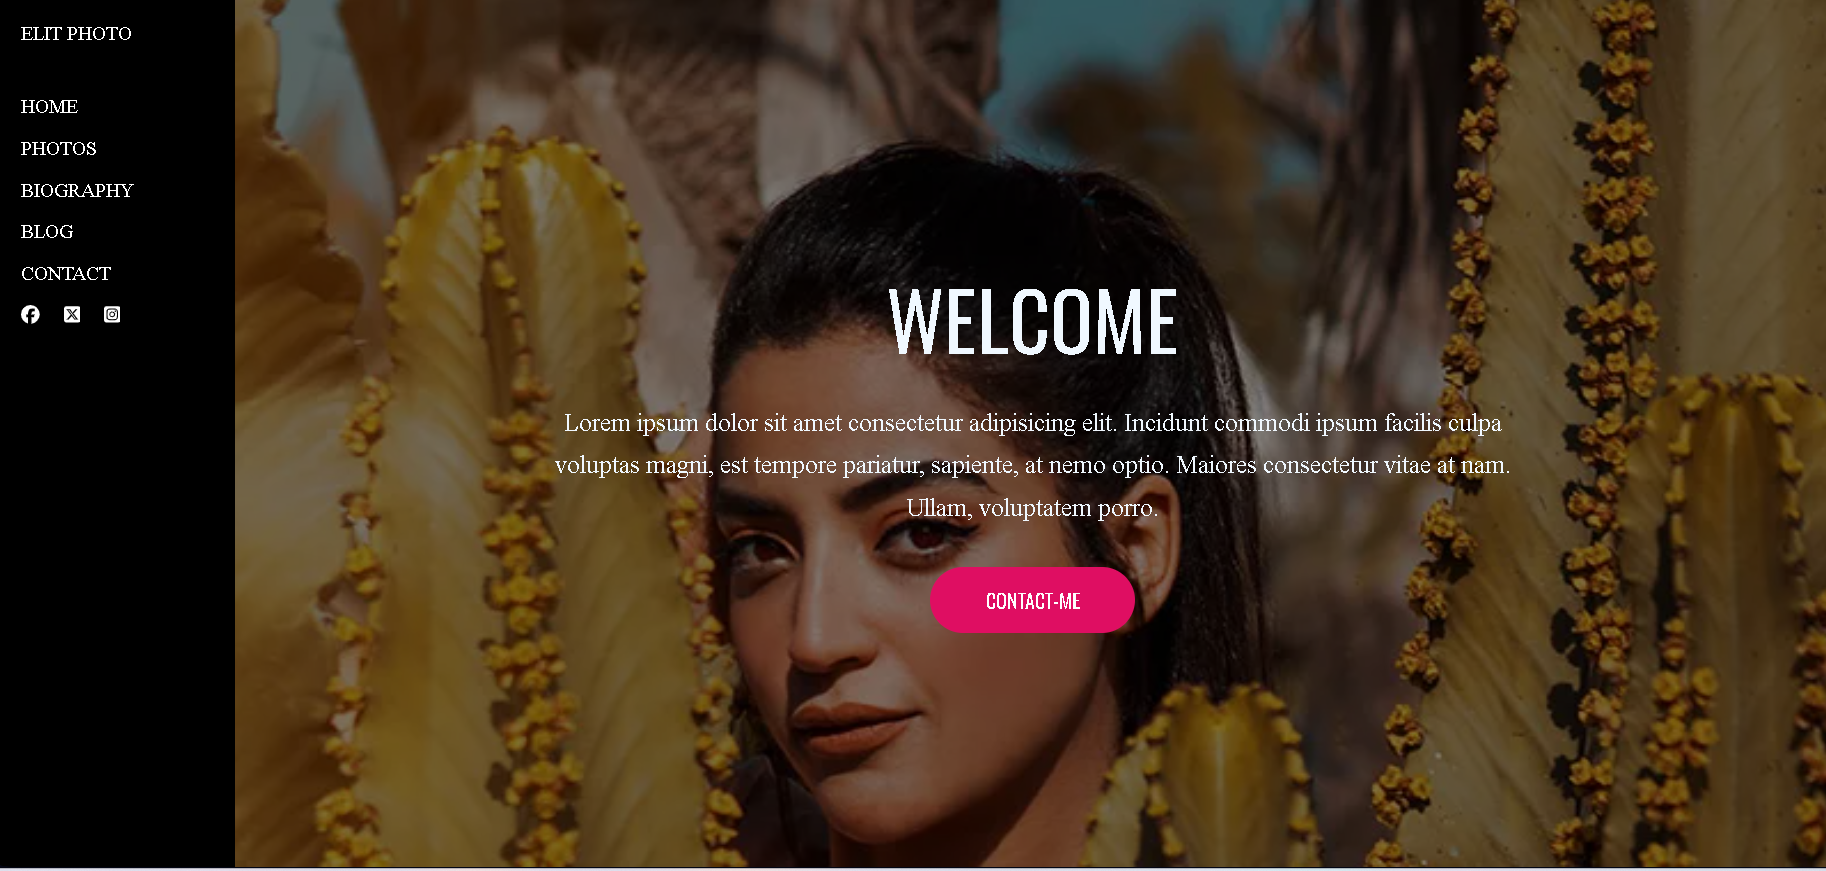 ELIT PHOTO
HOME
PHOTOS
BIOGRAPHY
BLOG
CONTACT
WELCOME
Lorem ipsum dolor sit amet consectetur adipisicing elit. Incidunt commodi ipsum facilis culpa
voluptas magni, est tempore pariatur, sapiente, at nemo optio. Maiores consectetur vitae at nam.
Ullam, voluptatem porro.
CONTACT-ME